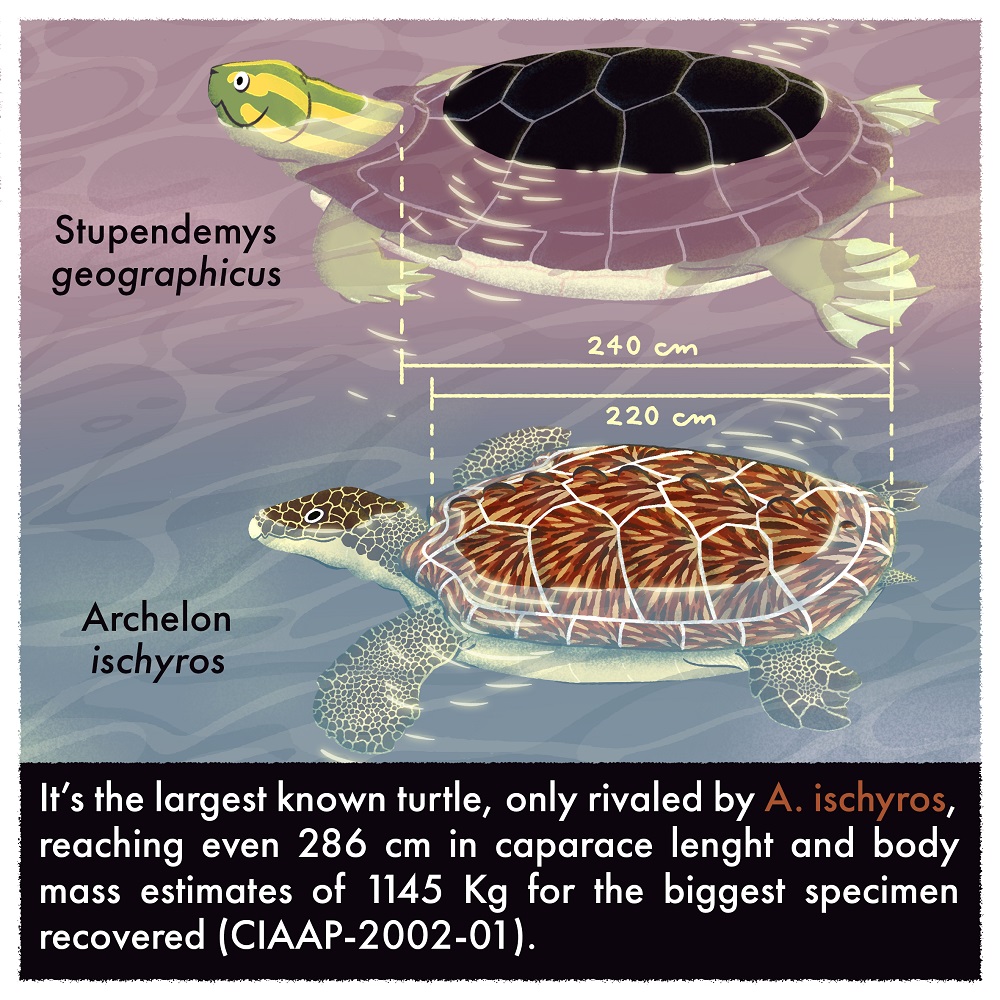 Stupendemys
geographicus
240 cm
220 cm
Archelon
ischyros
It's the largest known turtle, only rivaled by A. ischyros,
reaching even 286 cm in caparace lenght and body
mass estimates of 1145 Kg for the biggest specimen
recovered (CIAAP-2002-01).